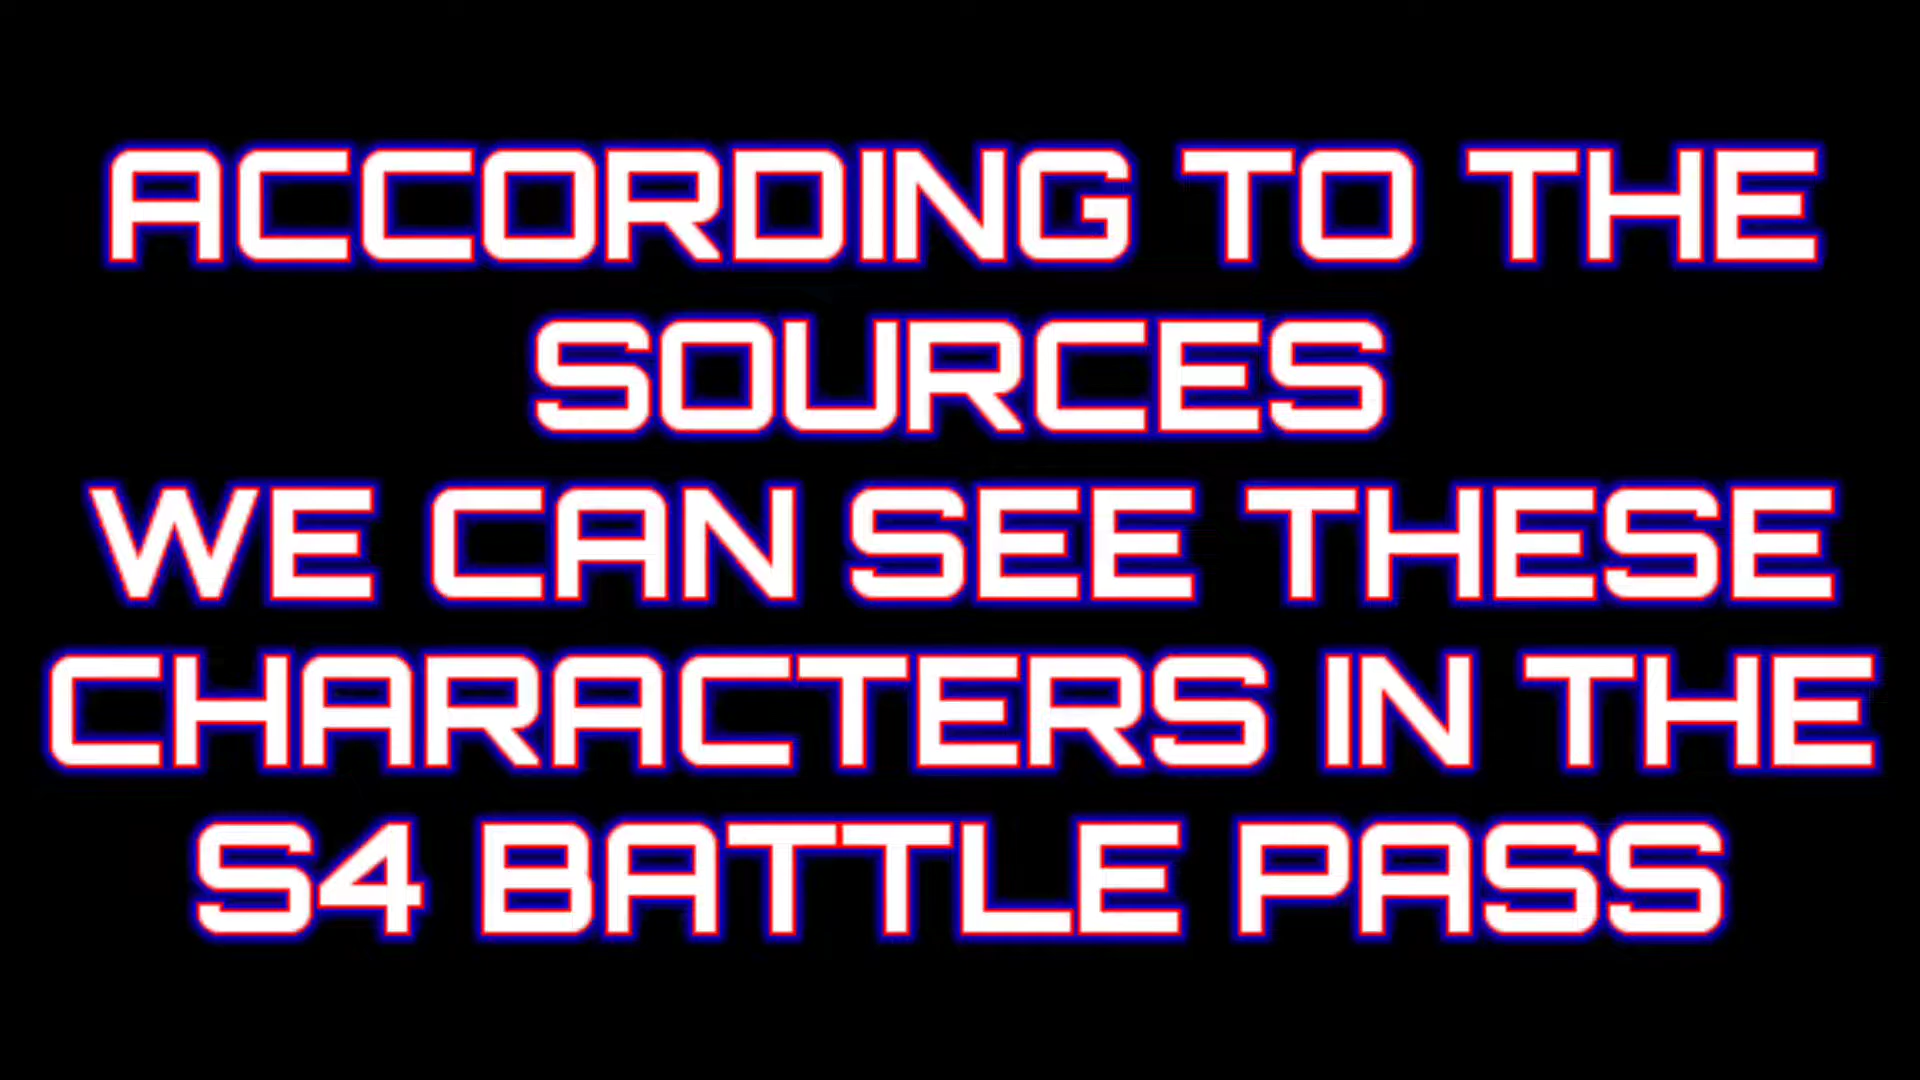 ACCORDING TO THE
SOURCES
WE CAN SEE THESE
CHARACTERS IN THE
S4 BATTLE PASS